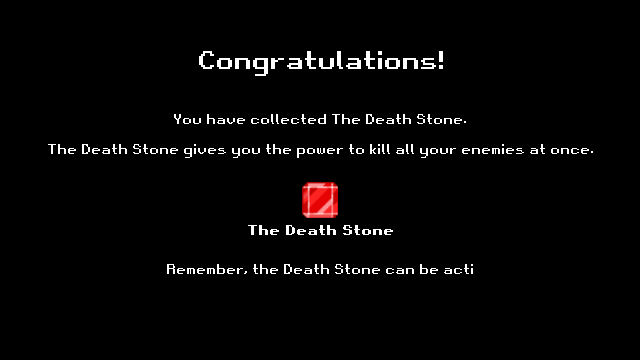 Congratulations!
You have collected The Death Stone.
The Death Stone gives you the power to kill all your enemies at once.
The Death Stone
Remember, the Death Stone can be acti